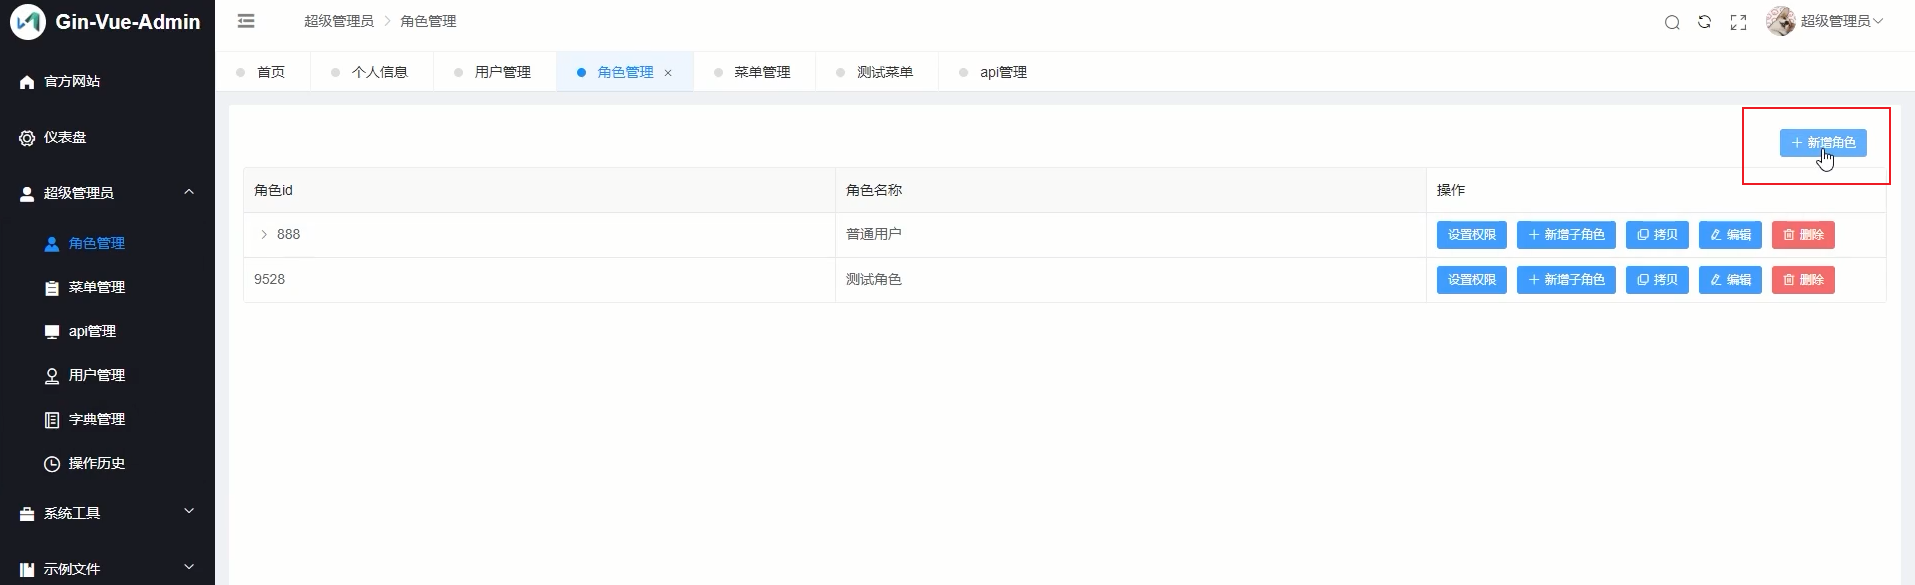 Gin-Vue-Admin
超级管理员 > 角色管理
超级管理员
首页 个人信息 用户管理 角色管理 × 菜单管理 测试菜单 api管理
官方网站
仪表盘
超级管理员
角色管理
菜单管理
api管理
用户管理
字典管理
操作历史
系统工具
示例文件
+ 新增角色
角色id 角色名称 操作
> 888 普通用户 设置权限 + 新增子角色 拷贝 编辑 删除
9528 测试角色 设置权限 + 新增子角色 拷贝 编辑 删除